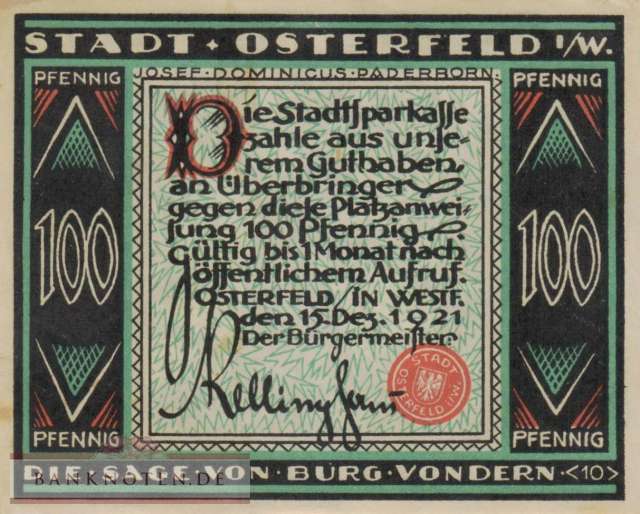 STADT · OSTERFELD I/W.
PFENNIG
PFENNIG
JOSEF · DOMINICUS · PADERBORN.
Die Stadtsparkasse
zahle aus unse-
rem Guthaben
an Überbringer
gegen diese Platzanwei-
sung 100 Pfennig
Gültig bis 1 Monat nach
öffentlichem Aufruf.
OSTERFELD IN WESTF.
den 15. Dez. 1921
Der Bürgermeister
100
100
Kellinghaus
STADT
OSTERFELD I/W.
PFENNIG
PFENNIG
DIE · SAGE · VON · BURG · VONDERN · <10>
BANKNOTEN.DE